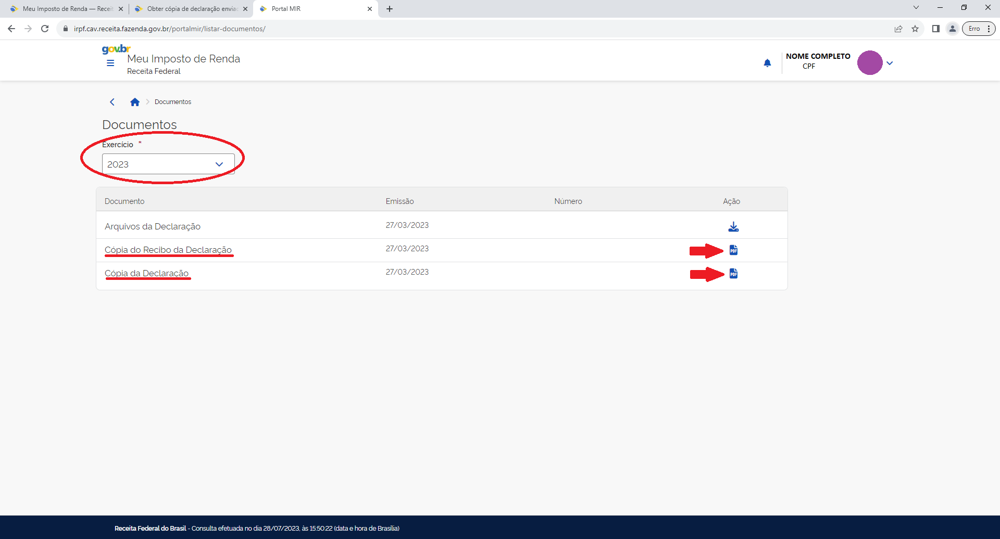 Meu Imposto de Renda — Receit
Obter cópia de declaração enviac
Portal MIR
irpf.cav.receita.fazenda.gov.br/portalmir/listar-documentos/
Erro
gov.br
Meu Imposto de Renda
Receita Federal
NOME COMPLETO
CPF
Documentos
Documentos
Exercício *
2023
Documento Emissão Número Ação
Arquivos da Declaração 27/03/2023
Cópia do Recibo da Declaração 27/03/2023 PDF
Cópia da Declaração 27/03/2023 PDF
Receita Federal do Brasil - Consulta efetuada no dia 28/07/2023, às 15:50:22 (data e hora de Brasília)